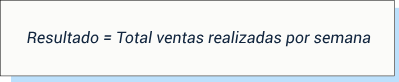 Resultado = Total ventas realizadas por semana